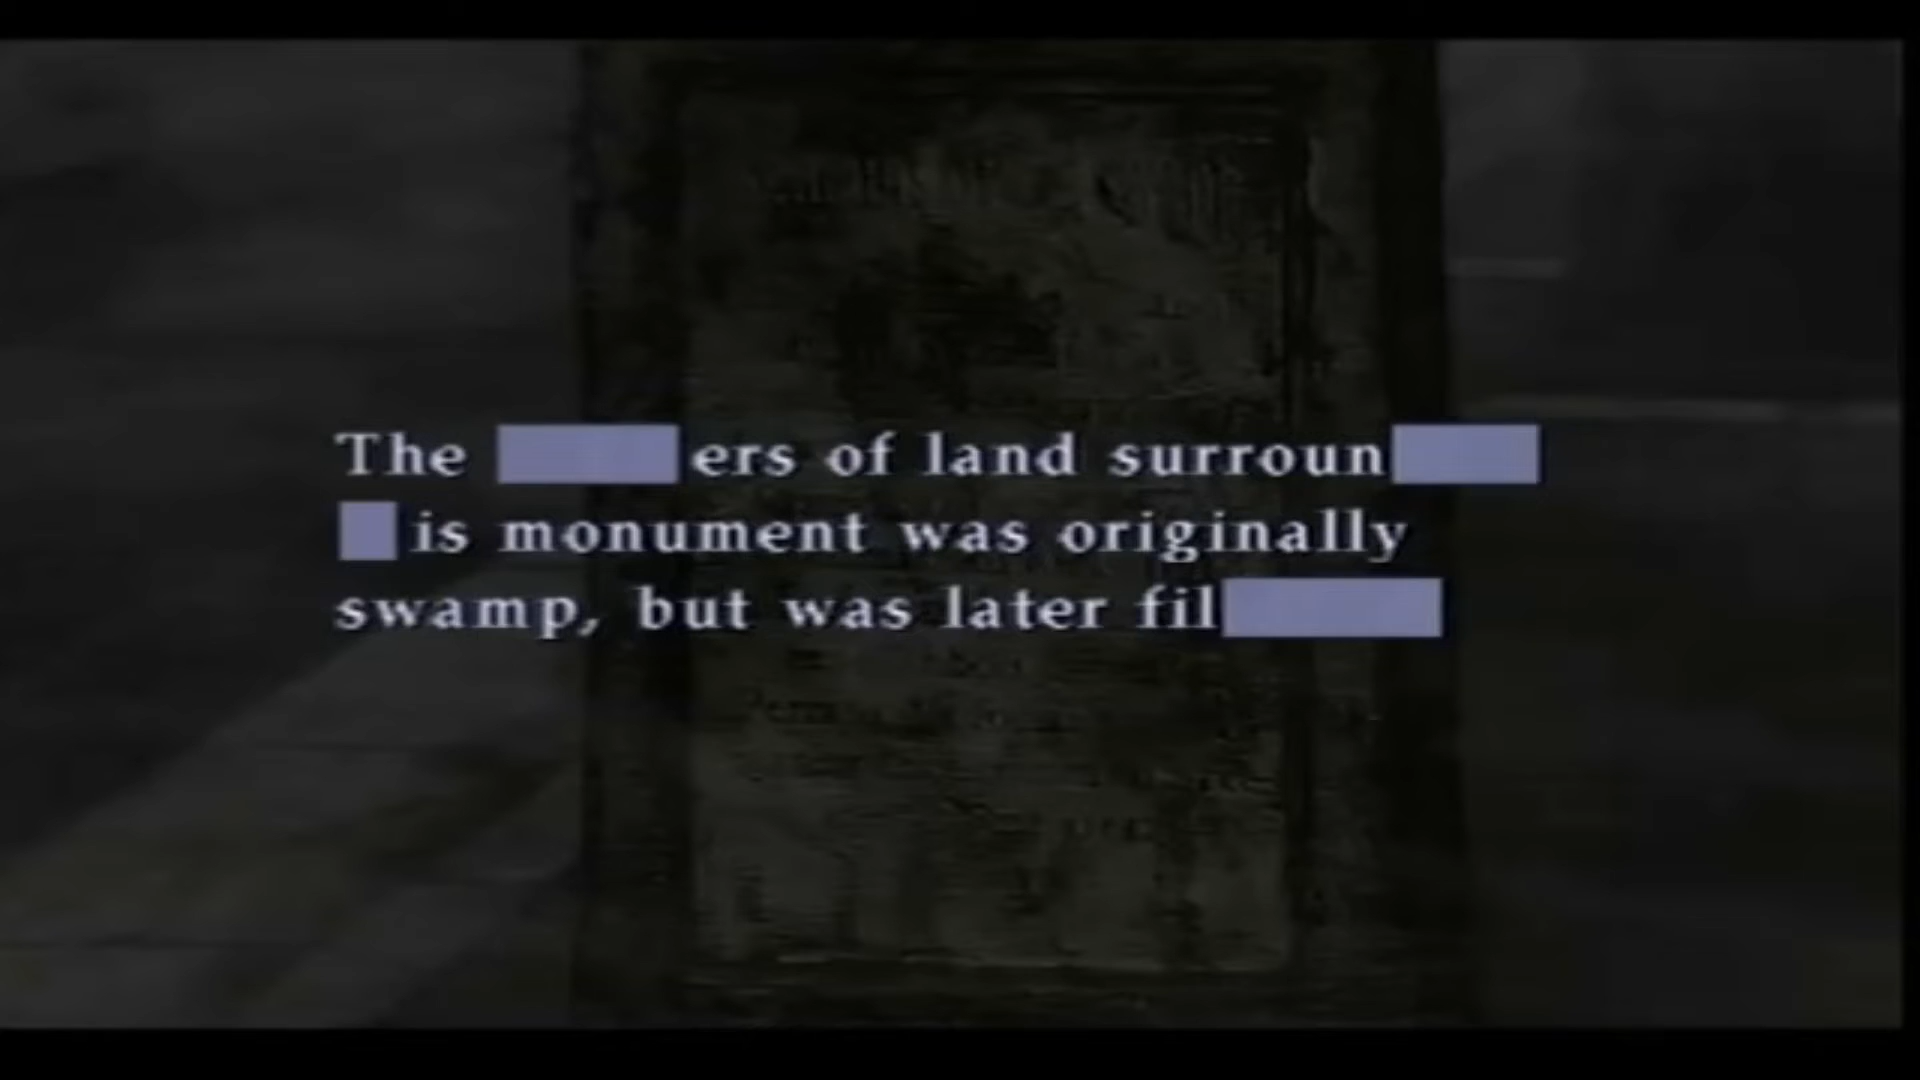 The ers of land surroun
is monument was originally
swamp, but was later fil